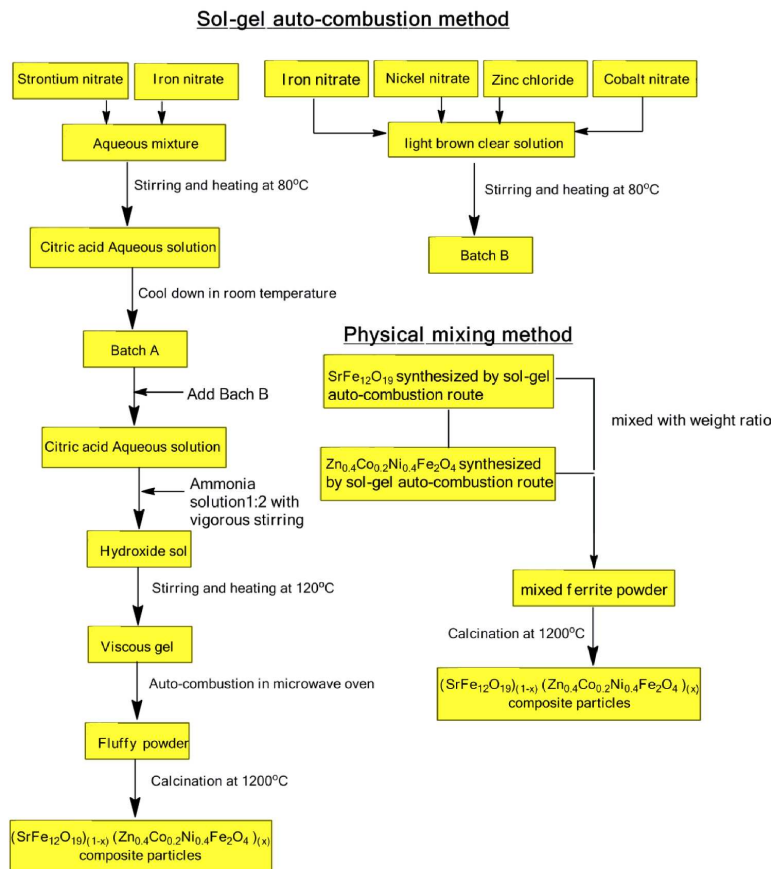 Sol-gel auto-combustion method
Strontium nitrate
Iron nitrate
Iron nitrate
Nickel nitrate
Zinc chloride
Cobalt nitrate
Aqueous mixture
light brown clear solution
Stirring and heating at 80°C
Stirring and heating at 80°C
Citric acid Aqueous solution
Batch B
Cool down in room temperature
Batch A
Add Bach B
Citric acid Aqueous solution
Ammonia
solution1:2 with
vigorous stirring
Hydroxide sol
Stirring and heating at 120°C
Viscous gel
Auto-combustion in microwave oven
Fluffy powder
Calcination at 1200°C
(SrFe₁₂O₁₉)₍₁₋ₓ₎ (Zn₀.₄Co₀.₂Ni₀.₄Fe₂O₄ )₍ₓ₎
composite particles
Physical mixing method
SrFe₁₂O₁₉ synthesized by sol-gel
auto-combustion route
mixed with weight ratio
Zn₀.₄Co₀.₂Ni₀.₄Fe₂O₄ synthesized
by sol-gel auto-combustion route
mixed ferrite powder
Calcination at 1200°C
(SrFe₁₂O₁₉)₍₁₋ₓ₎ (Zn₀.₄Co₀.₂Ni₀.₄Fe₂O₄ )₍ₓ₎
composite particles